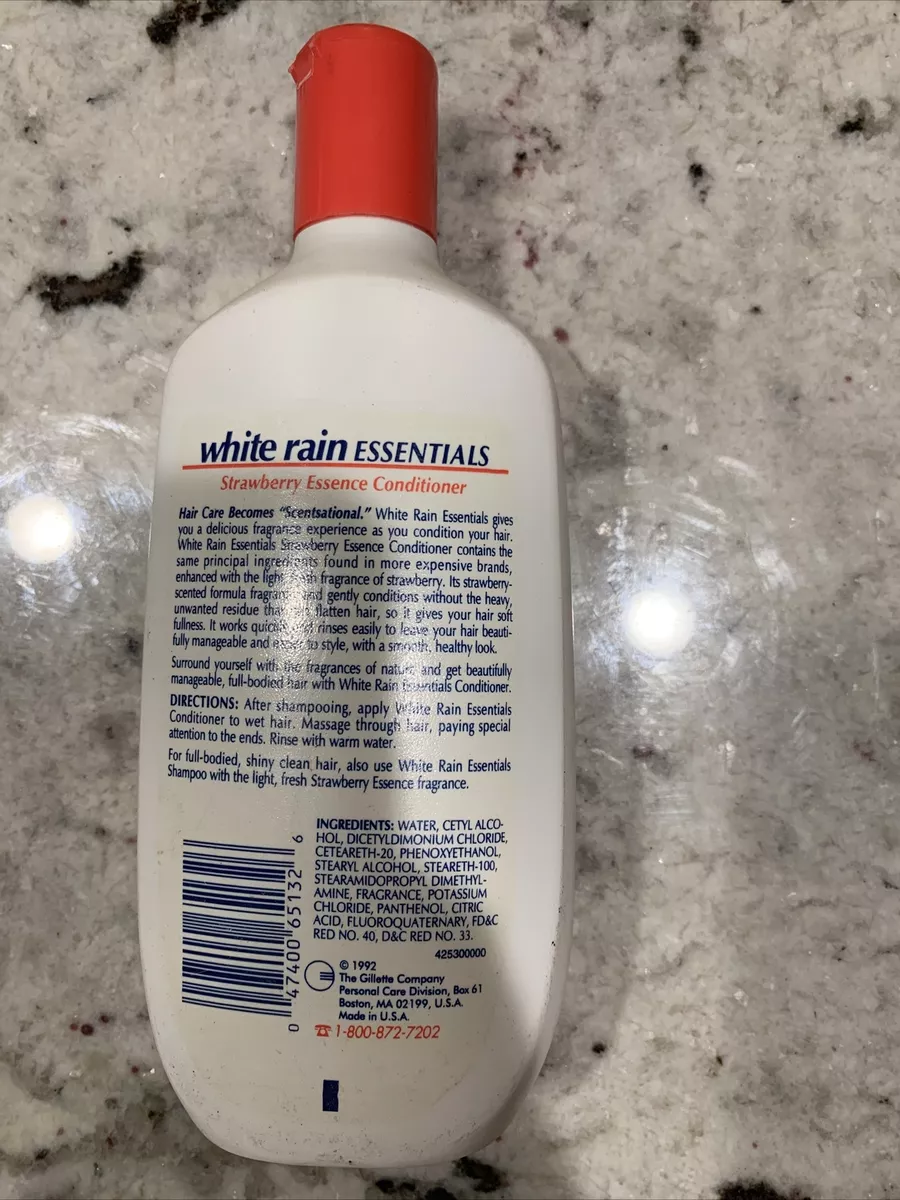 white rain ESSENTIALS
Strawberry Essence Conditioner
Hair Care Becomes “Scentsational.” White Rain Essentials gives
you a delicious fragrance experience as you condition your hair.
White Rain Essentials Strawberry Essence Conditioner contains the
same principal ingredients found in more expensive brands,
enhanced with the light, fresh fragrance of strawberry. Its strawberry-
scented formula and gently conditions without the heavy,
unwanted residue that can flatten hair, so it gives your hair soft
fullness. It works quickly and rinses easily to leave your hair beauti-
fully manageable and easier to style, with a smooth, healthy look.
Surround yourself with the fragrances of nature and get beautifully
manageable, full-bodied hair with White Rain Essentials Conditioner.
DIRECTIONS: After shampooing, apply White Rain Essentials
Conditioner to wet hair. Massage through hair, paying special
attention to the ends. Rinse with warm water.
For full-bodied, shiny clean hair, also use White Rain Essentials
Shampoo with the light, fresh Strawberry Essence fragrance.
INGREDIENTS: WATER, CETYL ALCO-
HOL, DICETYLDIMONIUM CHLORIDE,
CETEARETH-20, PHENOXYETHANOL,
STEARYL ALCOHOL, STEARETH-100,
STEARAMIDOPROPYL DIMETHYL-
AMINE, FRAGRANCE, POTASSIUM
CHLORIDE, PANTHENOL, CITRIC
ACID, FLUOROQUATERNARY, FD&C
RED NO. 40, D&C RED NO. 33.
425300000
0 47400 65132 6
© 1992
The Gillette Company
Personal Care Division, Box 61
Boston, MA 02199, U.S.A.
Made in U.S.A.
☎ 1-800-872-7202